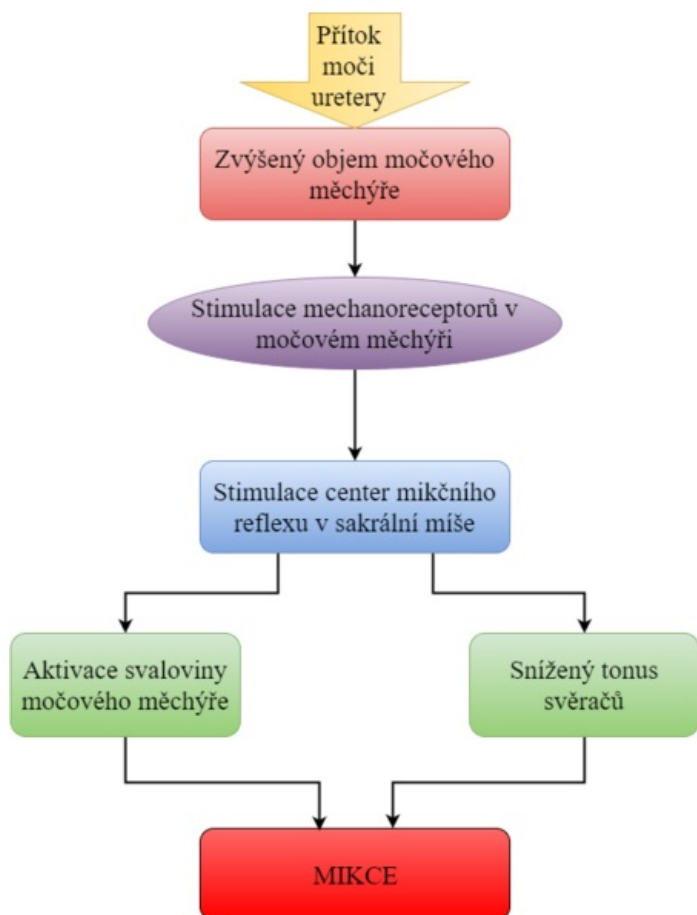 Přítok
moči
uretery
Zvýšený objem močového
měchýře
Stimulace mechanoreceptorů v
močovém měchýři
Stimulace center mikčního
reflexu v sakrální míše
Aktivace svaloviny
močového měchýře
Snížený tonus
svěračů
MIKCE